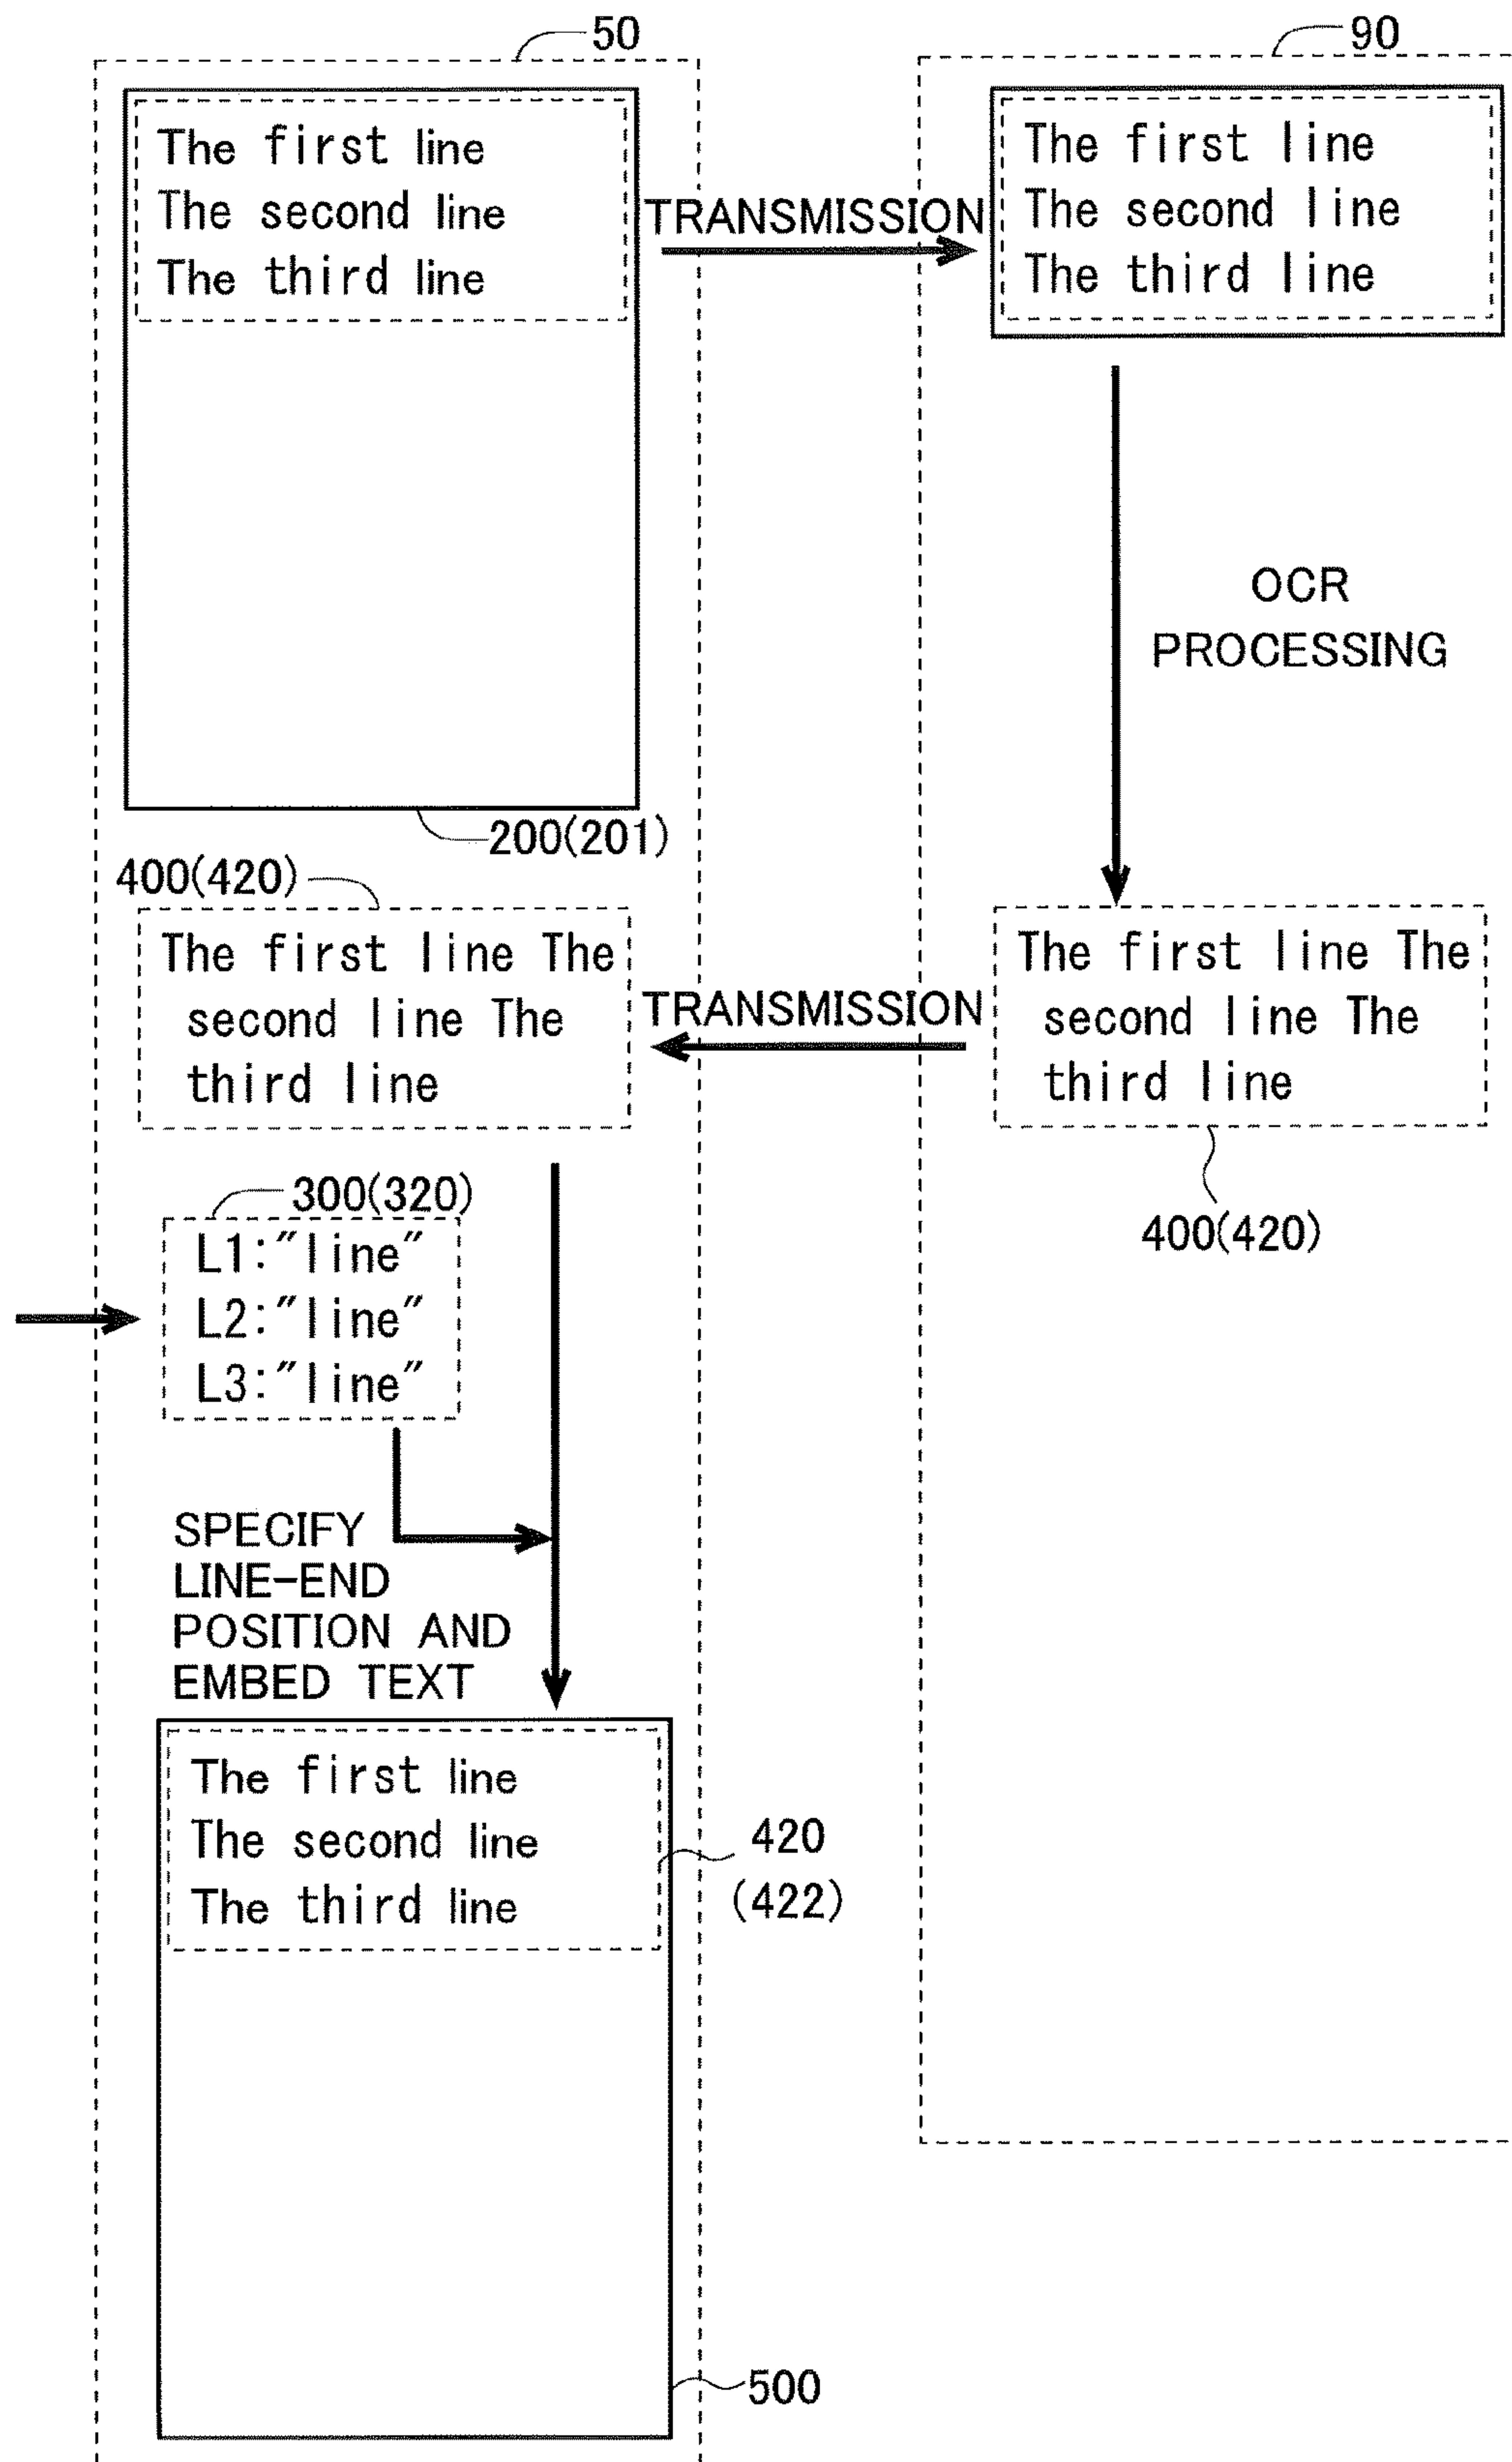 50
The first line
The second line
The third line
200(201)
TRANSMISSION
90
The first line
The second line
The third line
OCR
PROCESSING
400(420)
The first line The
second line The
third line
TRANSMISSION
The first line The
second line The
third line
400(420)
300(320)
L1:"line"
L2:"line"
L3:"line"
SPECIFY
LINE-END
POSITION AND
EMBED TEXT
The first line
The second line
The third line
420
(422)
500